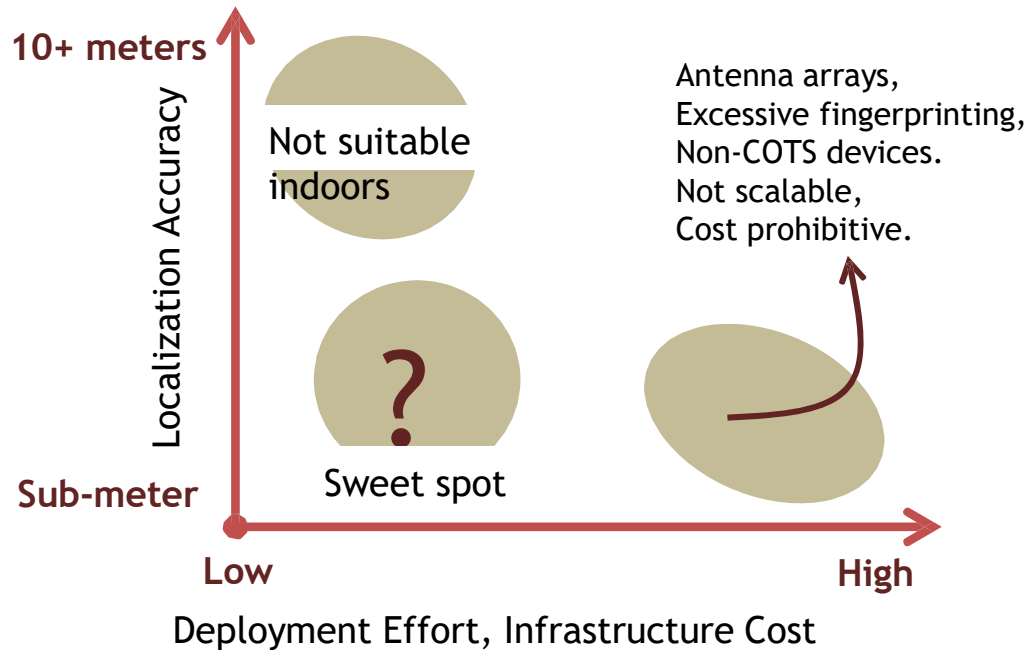 10+ meters
Localization Accuracy
Sub-meter
Not suitable
indoors
?
Sweet spot
Antenna arrays,
Excessive fingerprinting,
Non-COTS devices.
Not scalable,
Cost prohibitive.
Low
High
Deployment Effort, Infrastructure Cost